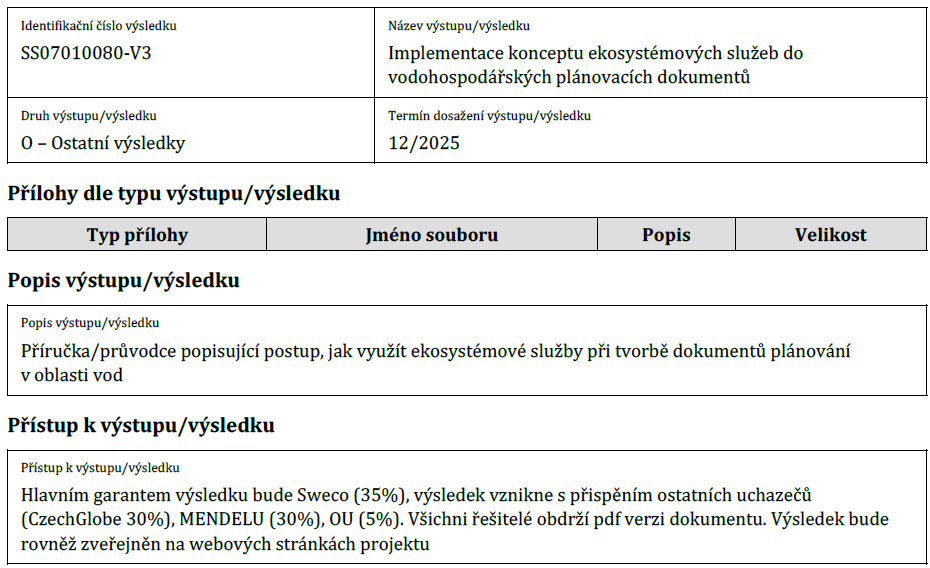 Identifikační číslo výsledku
SS07010080-V3
Název výstupu/výsledku
Implementace konceptu ekosystémových služeb do
vodohospodářských plánovacích dokumentů
Druh výstupu/výsledku
O – Ostatní výsledky
Termín dosažení výstupu/výsledku
12/2025
Přílohy dle typu výstupu/výsledku
Typ přílohy Jméno souboru Popis Velikost
Popis výstupu/výsledku
Popis výstupu/výsledku
Příručka/průvodce popisující postup, jak využít ekosystémové služby při tvorbě dokumentů plánování
v oblasti vod
Přístup k výstupu/výsledku
Přístup k výstupu/výsledku
Hlavním garantem výsledku bude Sweco (35%), výsledek vznikne s přispěním ostatních uchazečů
(CzechGlobe 30%), MENDELU (30%), OU (5%). Všichni řešitelé obdrží pdf verzi dokumentu. Výsledek bude
rovněž zveřejněn na webových stránkách projektu